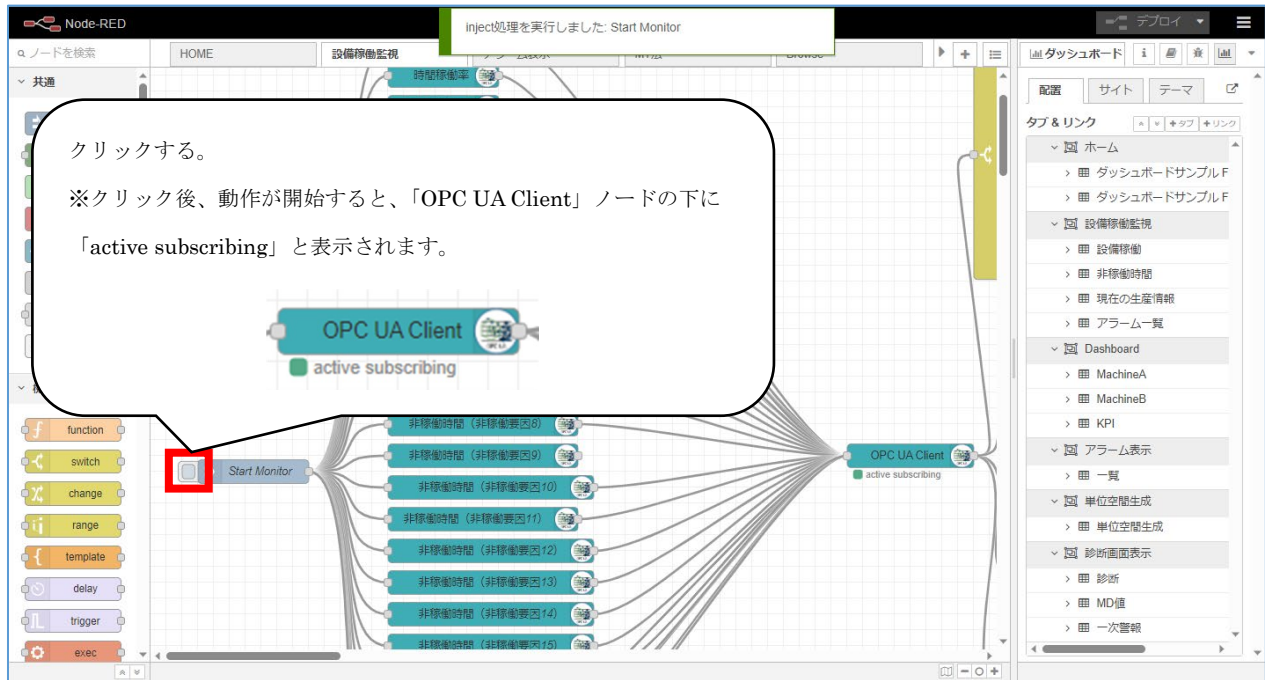 Node-RED
inject処理を実行しました: Start Monitor
デプロイ
ノードを検索
HOME
設備稼働監視
ダッシュボード
共通
時間稼働率
配置
サイト
テーマ
タブ & リンク
+タブ
+リンク
クリックする。
※クリック後、動作が開始すると、「OPC UA Client」ノードの下に
「active subscribing」と表示されます。
OPC UA Client
active subscribing
function
switch
change
range
template
delay
trigger
exec
Start Monitor
非稼働時間(非稼働要因8)
非稼働時間(非稼働要因9)
非稼働時間(非稼働要因10)
非稼働時間(非稼働要因11)
非稼働時間(非稼働要因12)
非稼働時間(非稼働要因13)
非稼働時間(非稼働要因14)
非稼働時間(非稼働要因15)
OPC UA Client
active subscribing
ホーム
ダッシュボードサンプル F
ダッシュボードサンプル F
設備稼働監視
設備稼働
非稼働時間
現在の生産情報
アラーム一覧
Dashboard
MachineA
MachineB
KPI
アラーム表示
一覧
単位空間生成
単位空間生成
診断画面表示
診断
MD値
一次警報